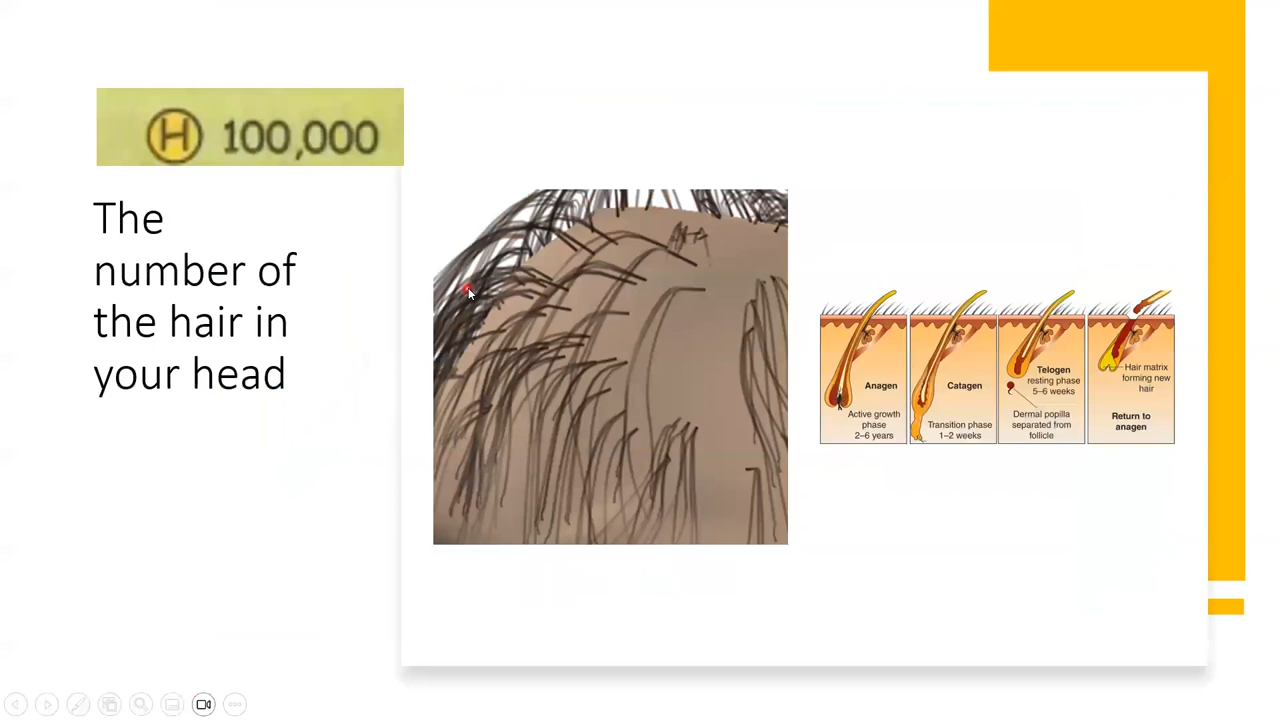 H 100,000
The
number of
the hair in
your head
Anagen
Active growth
phase
2–6 years
Catagen
Transition phase
1–2 weeks
Telogen
resting phase
5–6 weeks
Dermal popilla
separated from
follicle
Hair matrix
forming new
hair
Return to
anagen